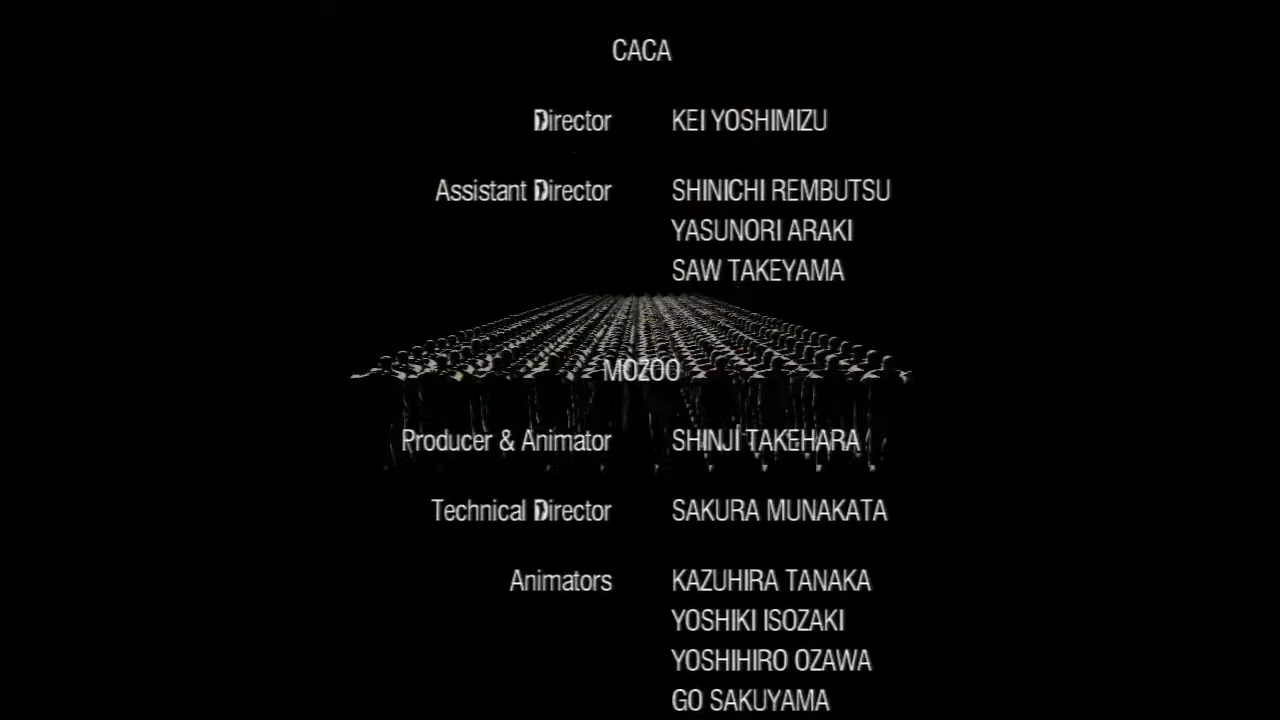 CACA
Director KEI YOSHIMIZU
Assistant Director SHINICHI REMBUTSU
YASUNORI ARAKI
SAW TAKEYAMA
MOZOO
Producer & Animator SHINJI TAKEHARA
Technical Director SAKURA MUNAKATA
Animators KAZUHIRA TANAKA
YOSHIKI ISOZAKI
YOSHIHIRO OZAWA
GO SAKUYAMA